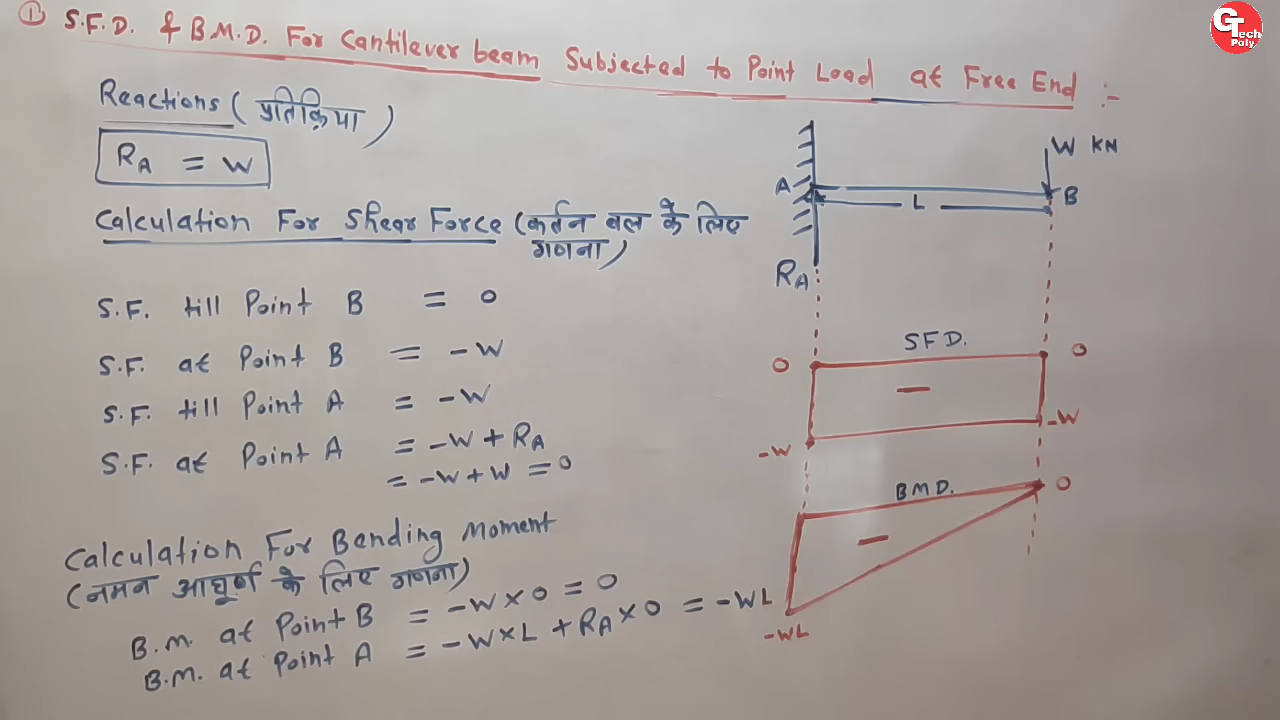 ① S.F.D. & B.M.D. For Cantilever beam Subjected to Point Load at Free End :-
GTech Poly
Reactions (प्रतिक्रिया)
RA = W
Calculation For Shear Force (कर्तन बल के लिए
गणना)
S.F. till Point B = 0
S.F. at Point B = -W
S.F. till Point A = -W
S.F. at Point A = -W + RA
= -W + W = 0
Calculation For Bending Moment
(नमन आघूर्ण के लिए गणना)
B.M. at Point B = -W × 0 = 0
B.M. at Point A = -W × L + RA × 0 = -WL
W KN
A B
L
RA
SFD.
0 0
-
-W -W
BMD.
0
-
-WL